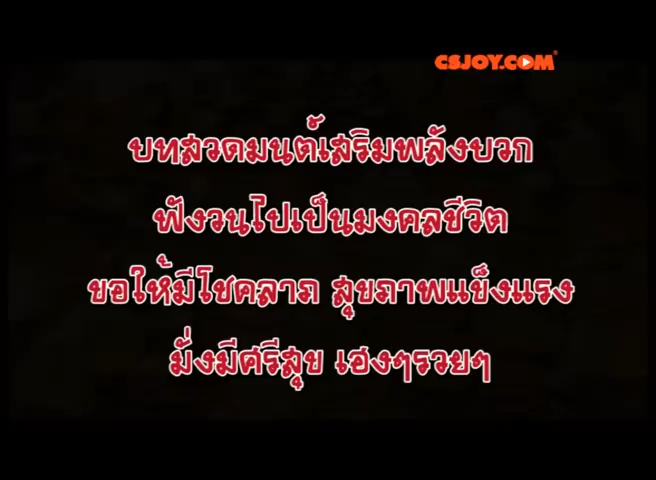 CSJOY.COM®
บทสวดมนต์เสริมพลังบวก
ฟังวนไปเป็นมงคลชีวิต
ขอให้มีโชคลาภ สุขภาพแข็งแรง
มั่งมีศรีสุข เฮงๆรวยๆ